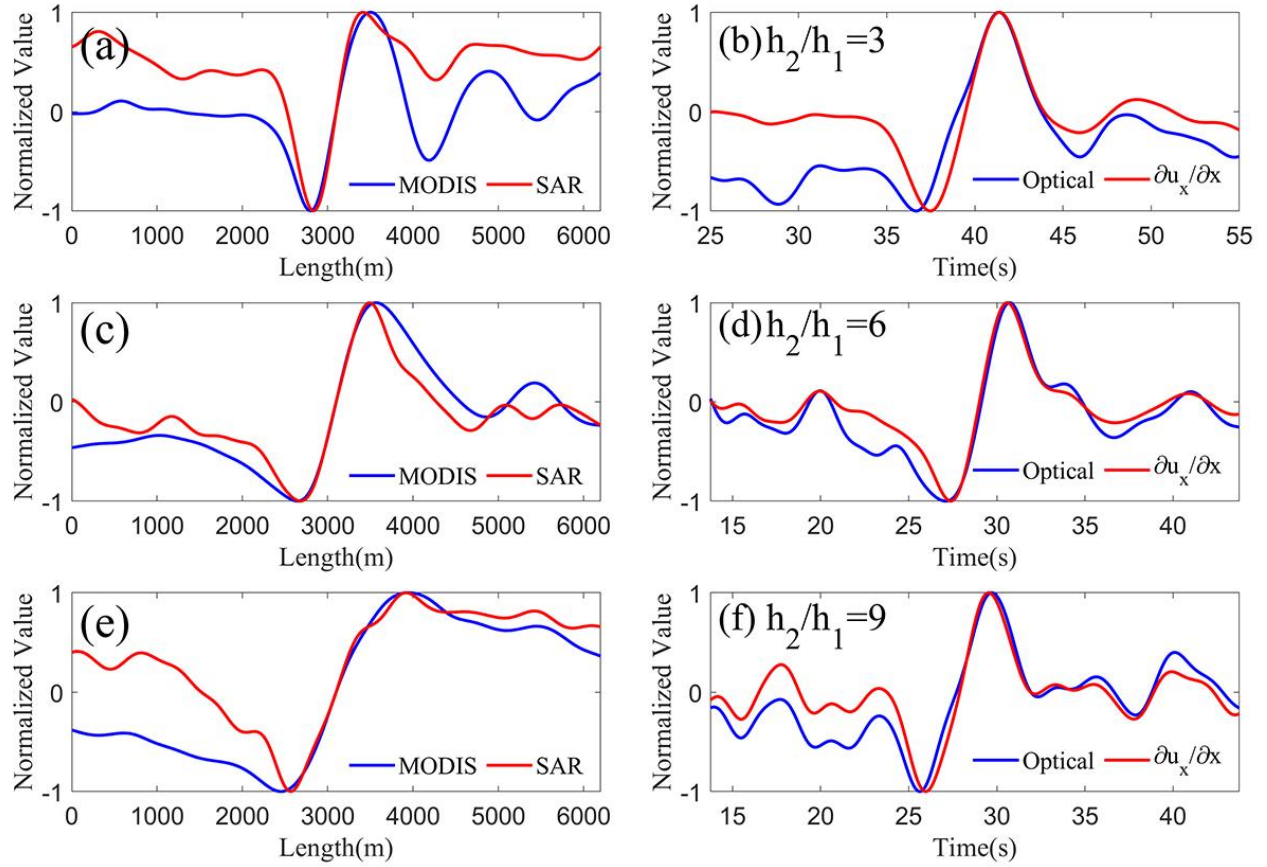 (a)
Normalized Value
1
0
-1
MODIS SAR
0 1000 2000 3000 4000 5000 6000
Length(m)
(b) h₂/h₁=3
Normalized Value
1
0
-1
Optical ∂uₓ/∂x
25 30 35 40 45 50 55
Time(s)
(c)
Normalized Value
1
0
-1
MODIS SAR
0 1000 2000 3000 4000 5000 6000
Length(m)
(d) h₂/h₁=6
Normalized Value
1
0
-1
Optical ∂uₓ/∂x
15 20 25 30 35 40
Time(s)
(e)
Normalized Value
1
0
-1
MODIS SAR
0 1000 2000 3000 4000 5000 6000
Length(m)
(f) h₂/h₁=9
Normalized Value
1
0
-1
Optical ∂uₓ/∂x
15 20 25 30 35 40
Time(s)